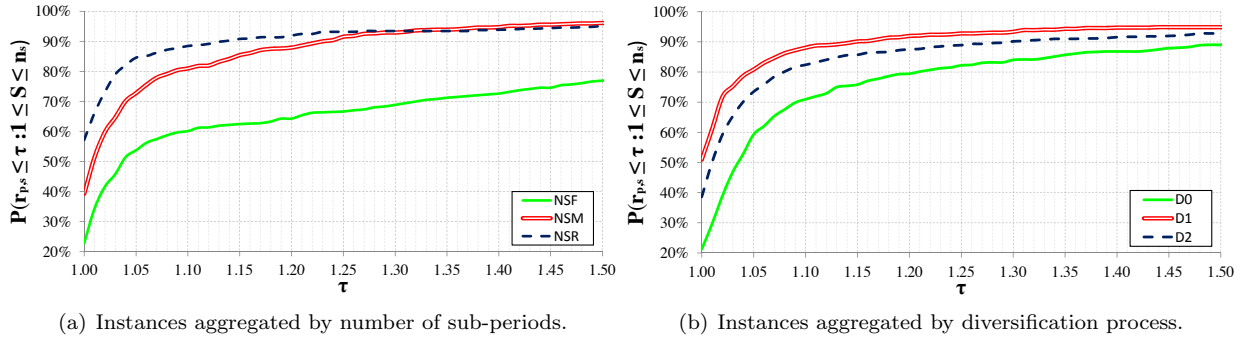 P(r_{p,s} ≤ τ :1 ≤ S ≤ n_s)
100%
90%
80%
70%
60%
50%
40%
30%
20%
NSF
NSM
NSR
1.00 1.05 1.10 1.15 1.20 1.25 1.30 1.35 1.40 1.45 1.50
τ
(a) Instances aggregated by number of sub-periods.
P(r_{p,s} ≤ τ :1 ≤ S ≤ n_s)
100%
90%
80%
70%
60%
50%
40%
30%
20%
D0
D1
D2
1.00 1.05 1.10 1.15 1.20 1.25 1.30 1.35 1.40 1.45 1.50
τ
(b) Instances aggregated by diversification process.